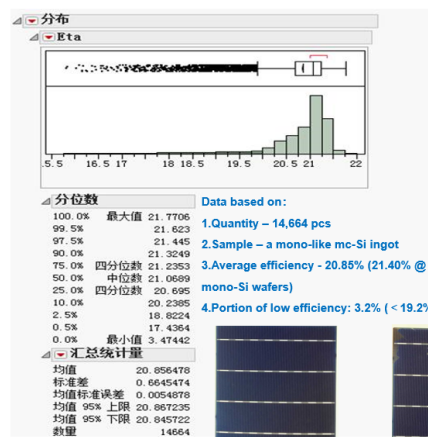 分布
Eta
5.5 16.5 17 18 18.5 19.5 20.5 21 22
分位数
100.0% 最大值 21.7706
99.5% 21.623
97.5% 21.445
90.0% 21.3249
75.0% 四分位数 21.2353
50.0% 中位数 21.0689
25.0% 四分位数 20.695
10.0% 20.2385
2.5% 18.8224
0.5% 17.4364
0.0% 最小值 3.47442
汇总统计量
均值 20.856478
标准差 0.6645474
均值标准误差 0.0054878
均值 95% 上限 20.867235
均值 95% 下限 20.845722
数量 14664
Data based on:
1.Quantity – 14,664 pcs
2.Sample – a mono-like mc-Si ingot
3.Average efficiency - 20.85% (21.40% @
mono-Si wafers)
4.Portion of low efficiency: 3.2% (<19.2%